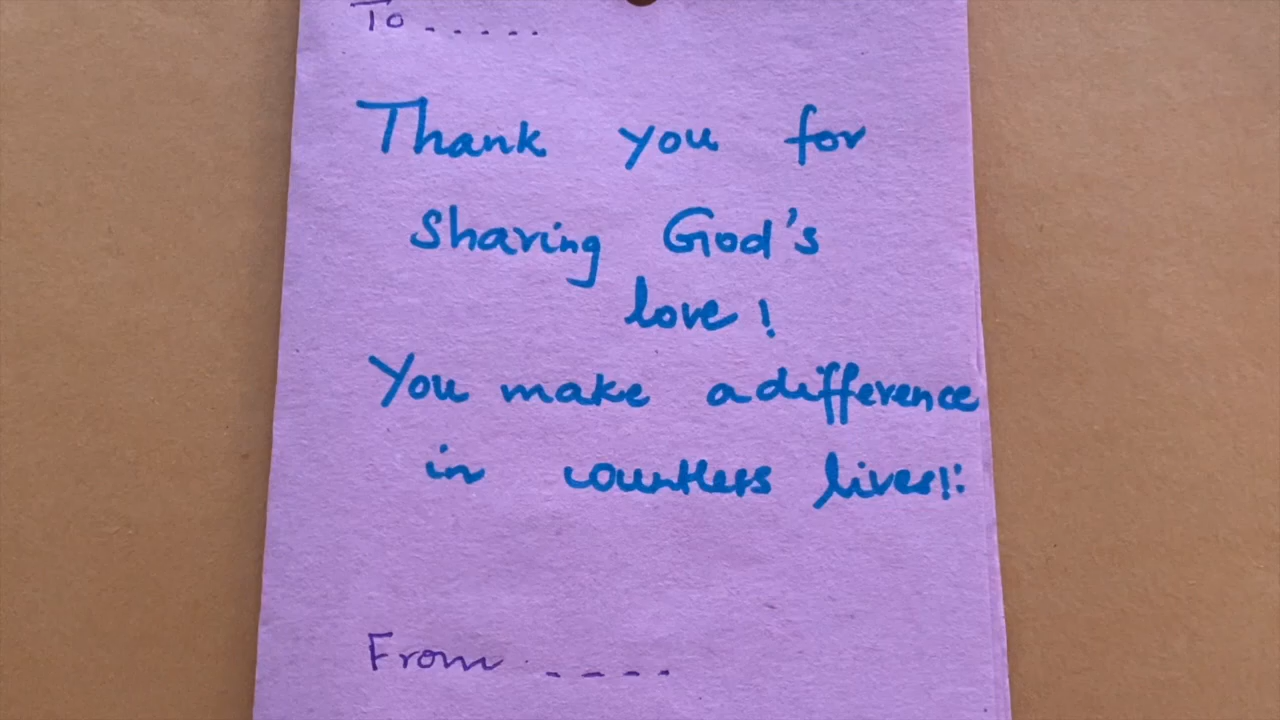 To.....
Thank you for
sharing God's
love!
You make a difference
in countless lives!:
From ----